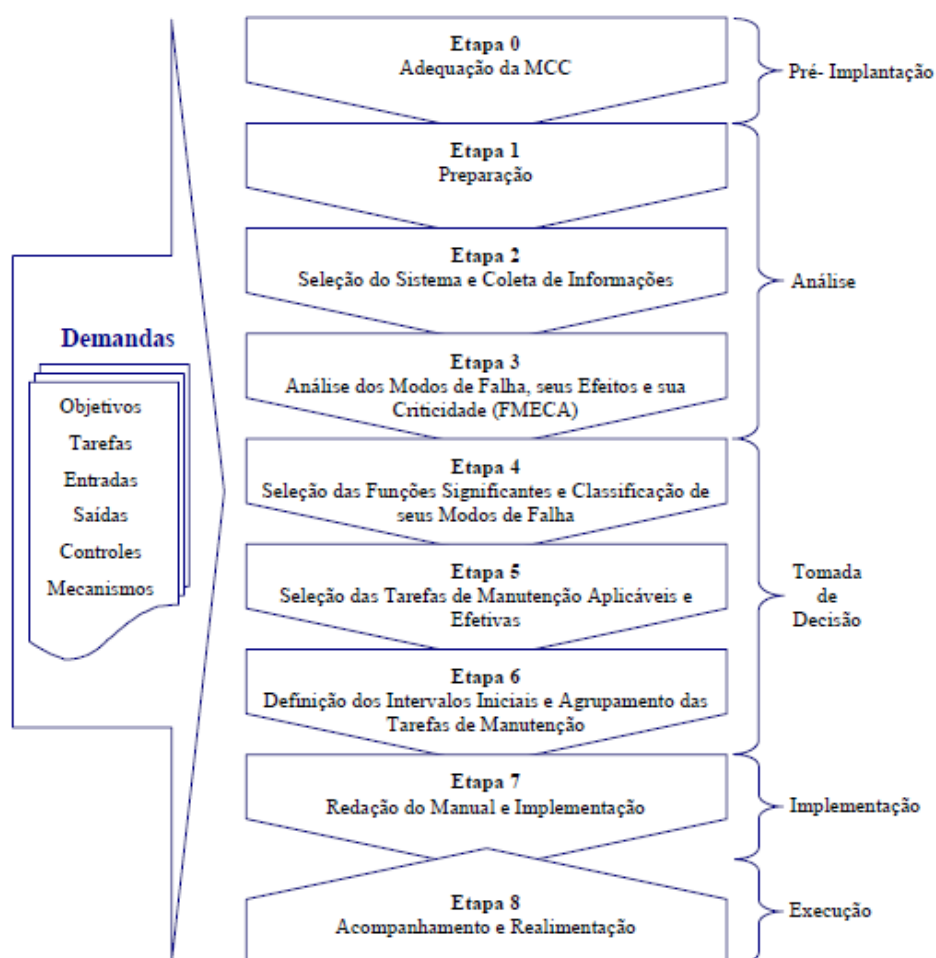 Demandas
Objetivos
Tarefas
Entradas
Saídas
Controles
Mecanismos
Etapa 0
Adequação da MCC
Pré- Implantação
Etapa 1
Preparação
Etapa 2
Seleção do Sistema e Coleta de Informações
Etapa 3
Análise dos Modos de Falha, seus Efeitos e sua
Criticidade (FMECA)
Análise
Etapa 4
Seleção das Funções Significantes e Classificação de
seus Modos de Falha
Etapa 5
Seleção das Tarefas de Manutenção Aplicáveis e
Efetivas
Etapa 6
Definição dos Intervalos Iniciais e Agrupamento das
Tarefas de Manutenção
Tomada
de
Decisão
Etapa 7
Redação do Manual e Implementação
Implementação
Etapa 8
Acompanhamento e Realimentação
Execução